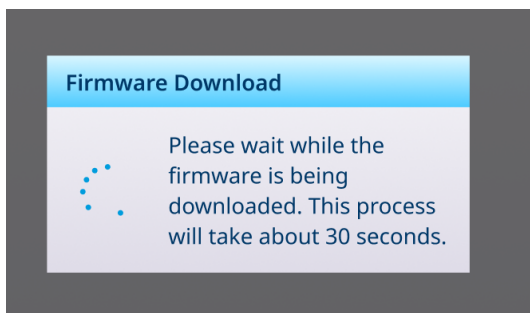 Firmware Download
Please wait while the
firmware is being
downloaded. This process
will take about 30 seconds.